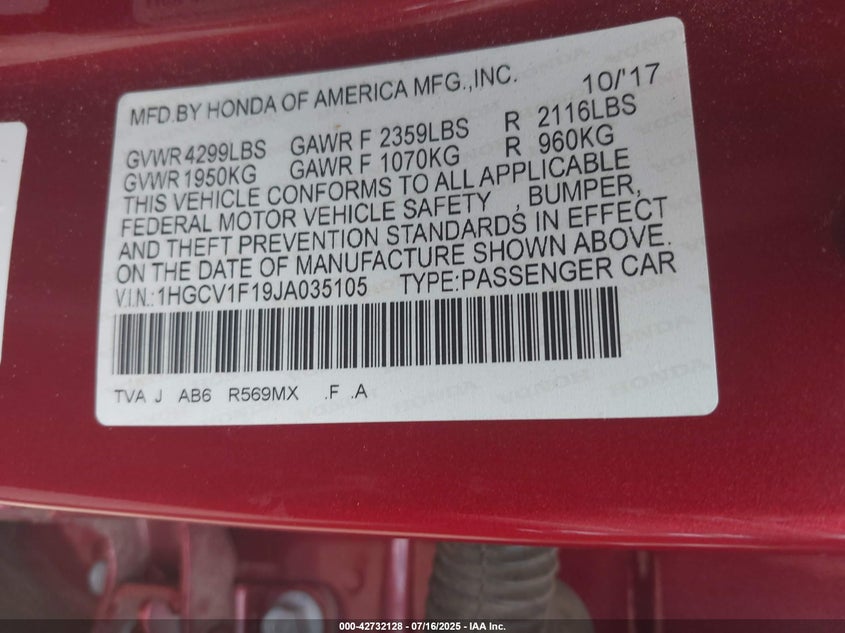 MFD.BY HONDA OF AMERICA MFG.,INC. 10/'17
GVWR 4299LBS GAWR F 2359LBS R 2116LBS
GVWR 1950KG GAWR F 1070KG R 960KG
THIS VEHICLE CONFORMS TO ALL APPLICABLE
FEDERAL MOTOR VEHICLE SAFETY , BUMPER,
AND THEFT PREVENTION STANDARDS IN EFFECT
ON THE DATE OF MANUFACTURE SHOWN ABOVE.
V.I.N.:1HGCV1F19JA035105 TYPE:PASSENGER CAR
TVA J AB6 R569MX .F .A
000-42732128 - 07/16/2025 - IAA Inc.